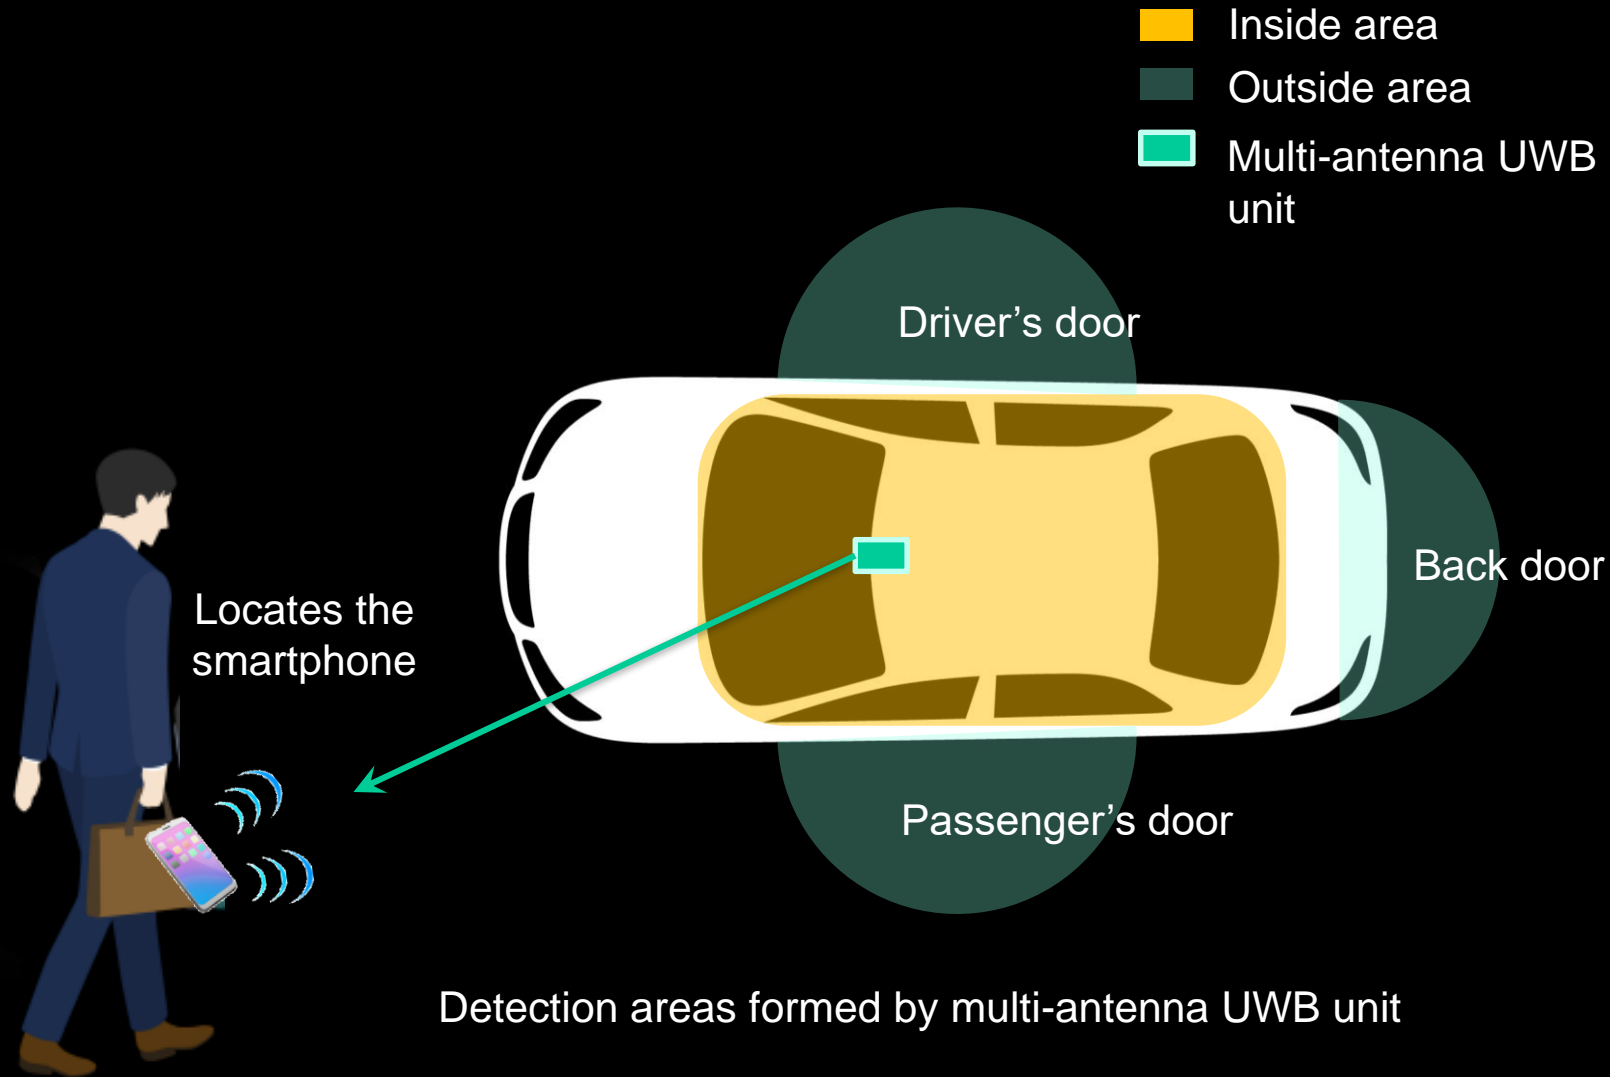 Inside area
Outside area
Multi-antenna UWB
unit
Driver’s door
Back door
Locates the
smartphone
Passenger’s door
Detection areas formed by multi-antenna UWB unit